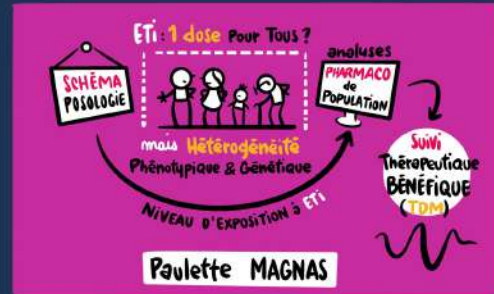 ETi : 1 dose Pour Tous ?
SCHÉMA
POSOLOGIE
analyses
PHARMACO
de
POPULATION
mais Hétérogénéité
Phénotypique & Génétique
NIVEAU D'EXPOSITION à ETi
Suivi
Thérapeutique
BÉNÉFIQUE
(TDM)
Paulette MAGNAS